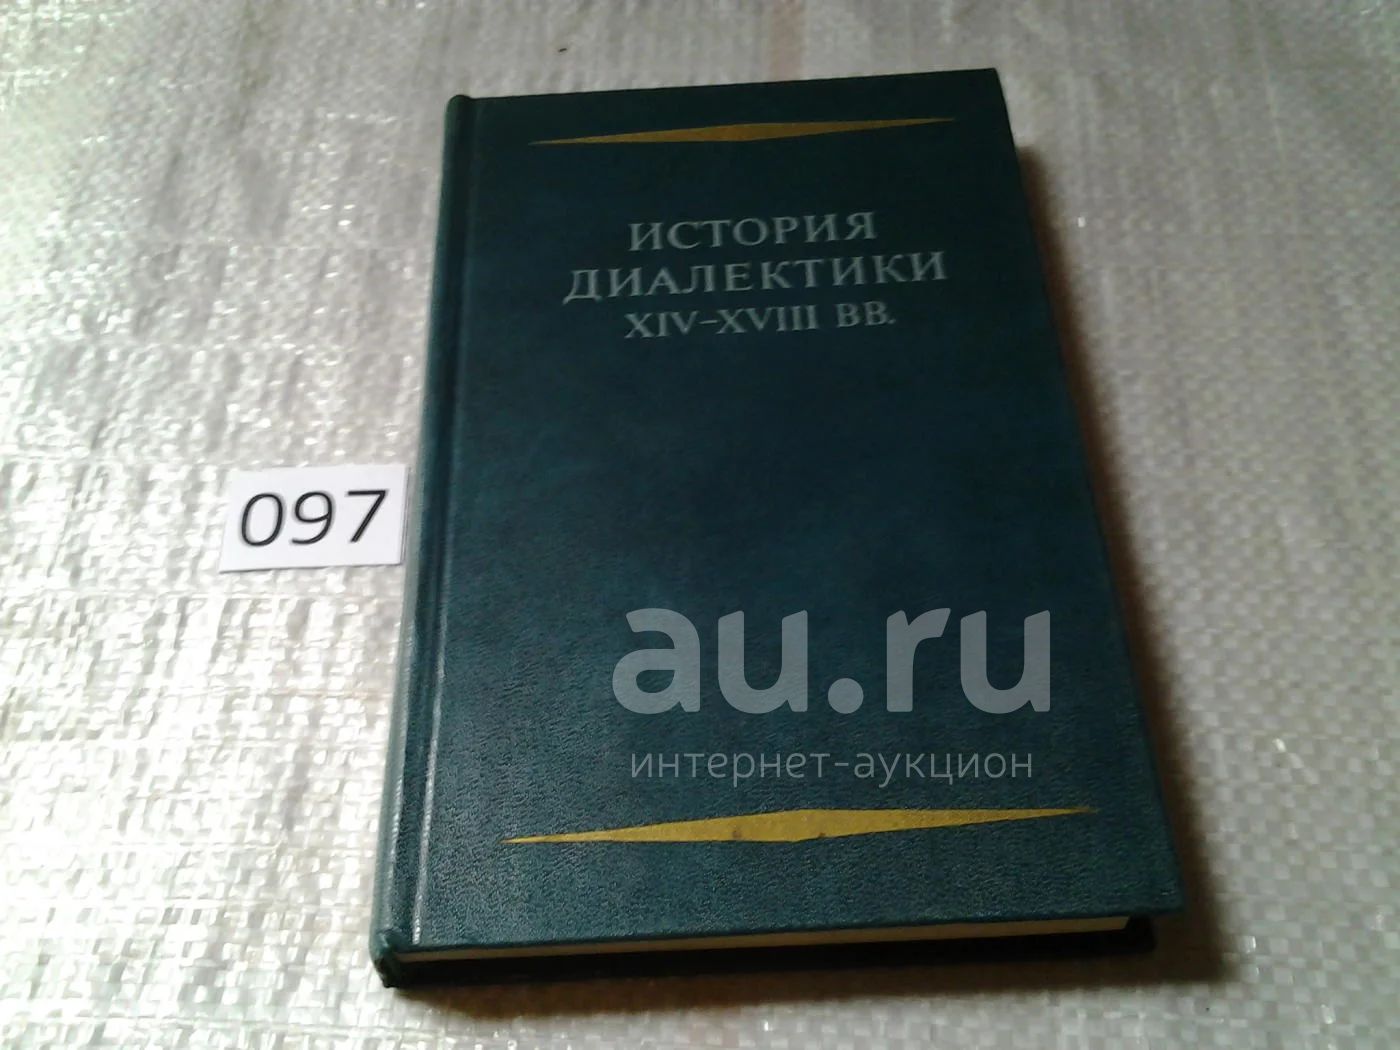 ИСТОРИЯ
ДИАЛЕКТИКИ
XIV–XVIII ВВ.
097
au.ru
интернет-аукцион